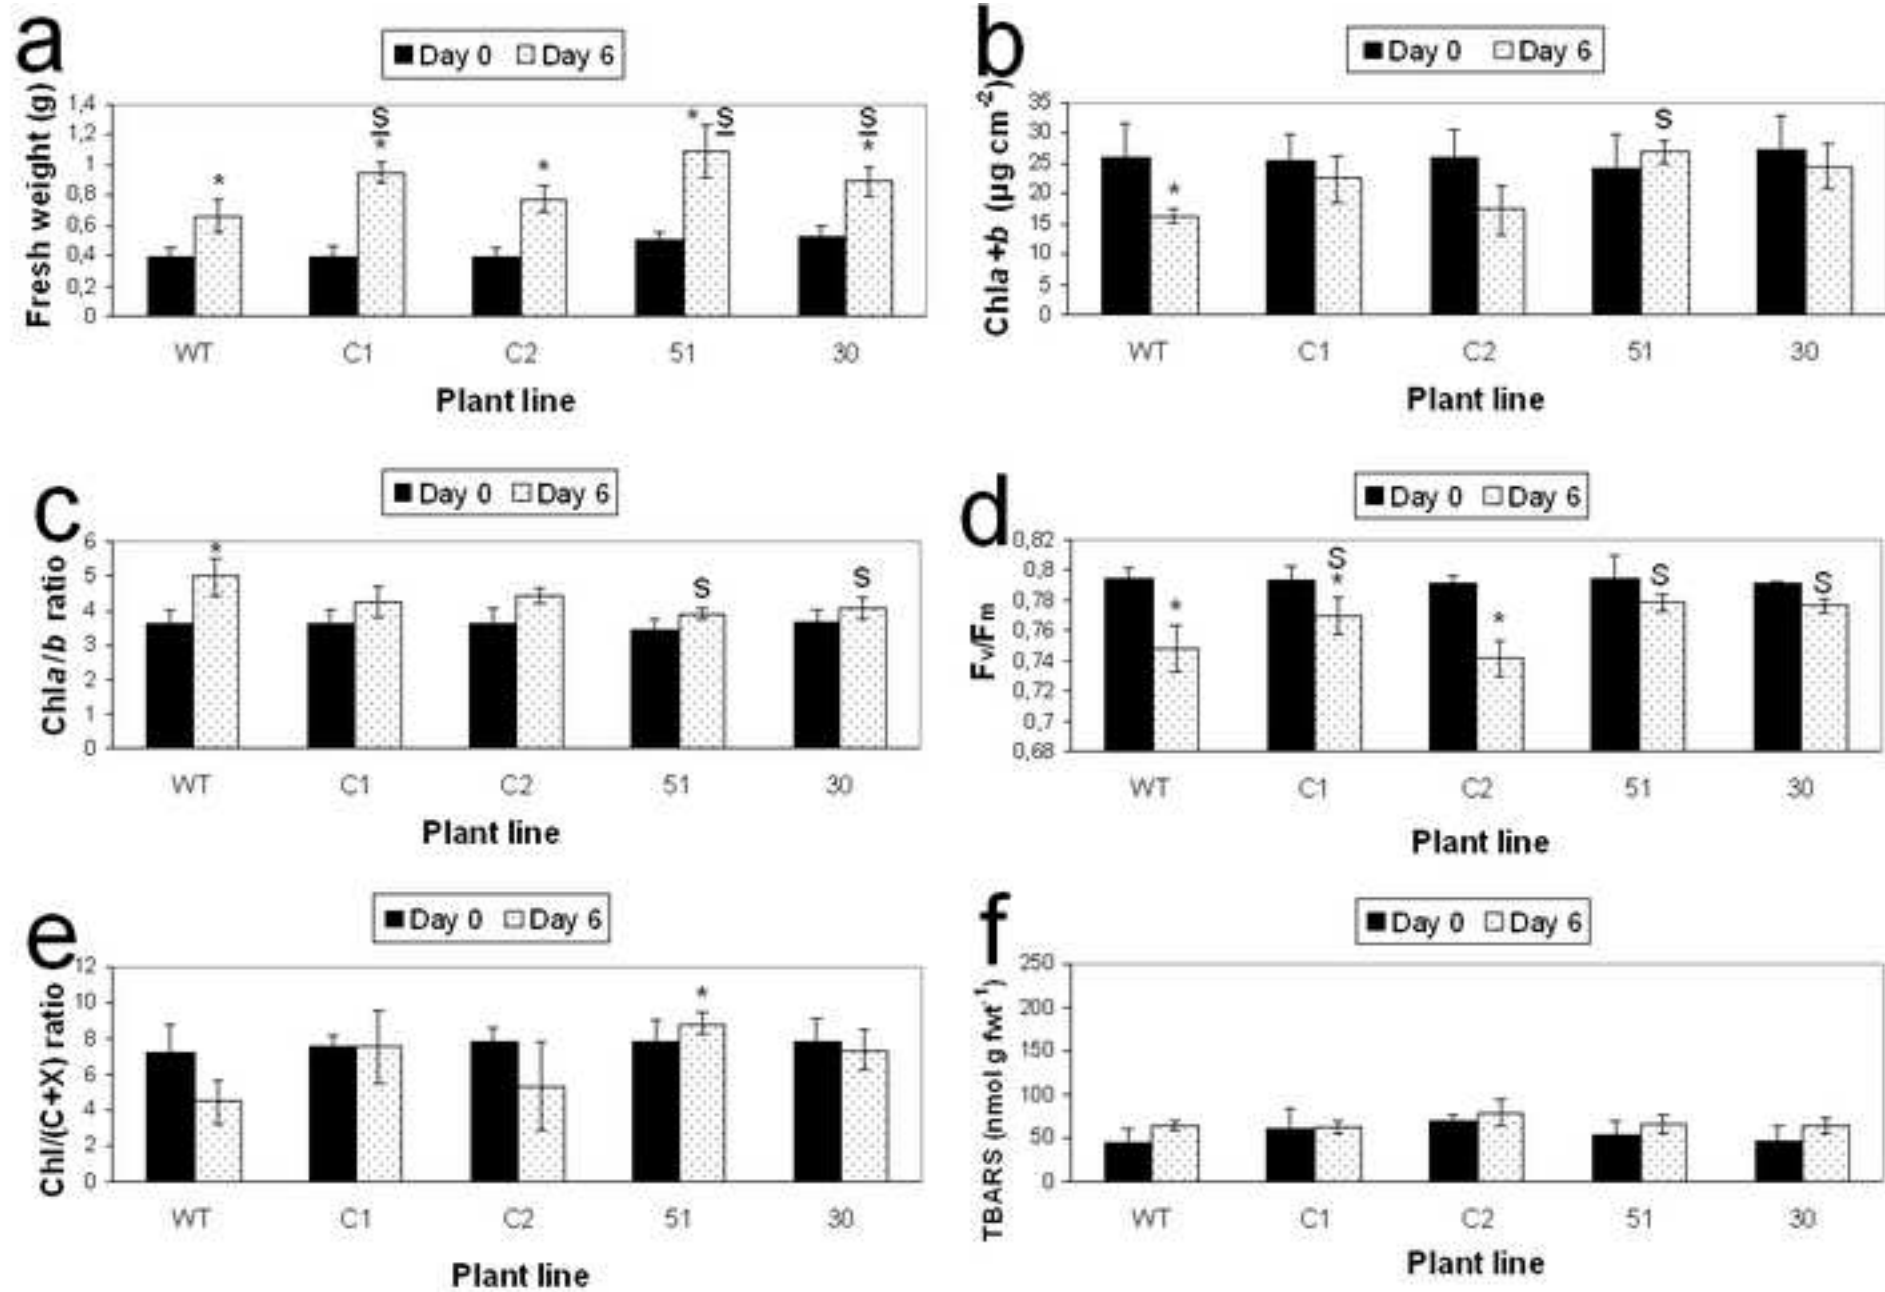 a
Day 0 Day 6
Fresh weight (g)
1,4
1,2
1
0,8
0,6
0,4
0,2
0
*
S
*
*
* S
S
*
WT C1 C2 51 30
Plant line
b
Day 0 Day 6
Chla+b (µg cm-2)
35
30
25
20
15
10
5
0
*
S
WT C1 C2 51 30
Plant line
c
Day 0 Day 6
Chla/b ratio
6
5
4
3
2
1
0
*
S
S
WT C1 C2 51 30
Plant line
d
Day 0 Day 6
Fv/Fm
0,82
0,8
0,78
0,76
0,74
0,72
0,7
0,68
*
S
*
*
S
S
WT C1 C2 51 30
Plant line
e
Day 0 Day 6
Chl/(C+X) ratio
12
10
8
6
4
2
0
*
WT C1 C2 51 30
Plant line
f
Day 0 Day 6
TBARS (nmol g fwt-1)
250
200
150
100
50
0
WT C1 C2 51 30
Plant line